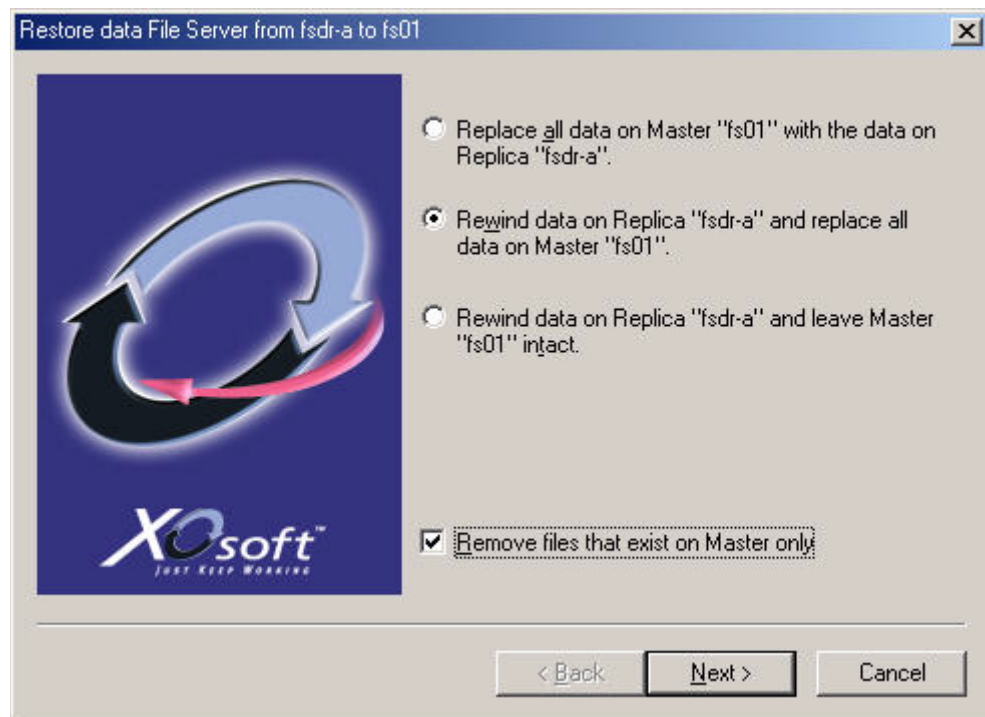 Restore data File Server from fsdr-a to fs01
Replace all data on Master "fs01" with the data on
Replica "fsdr-a".
Rewind data on Replica "fsdr-a" and replace all
data on Master "fs01".
Rewind data on Replica "fsdr-a" and leave Master
"fs01" intact.
XOsoft™
JUST KEEP WORKING
Remove files that exist on Master only
< Back
Next >
Cancel